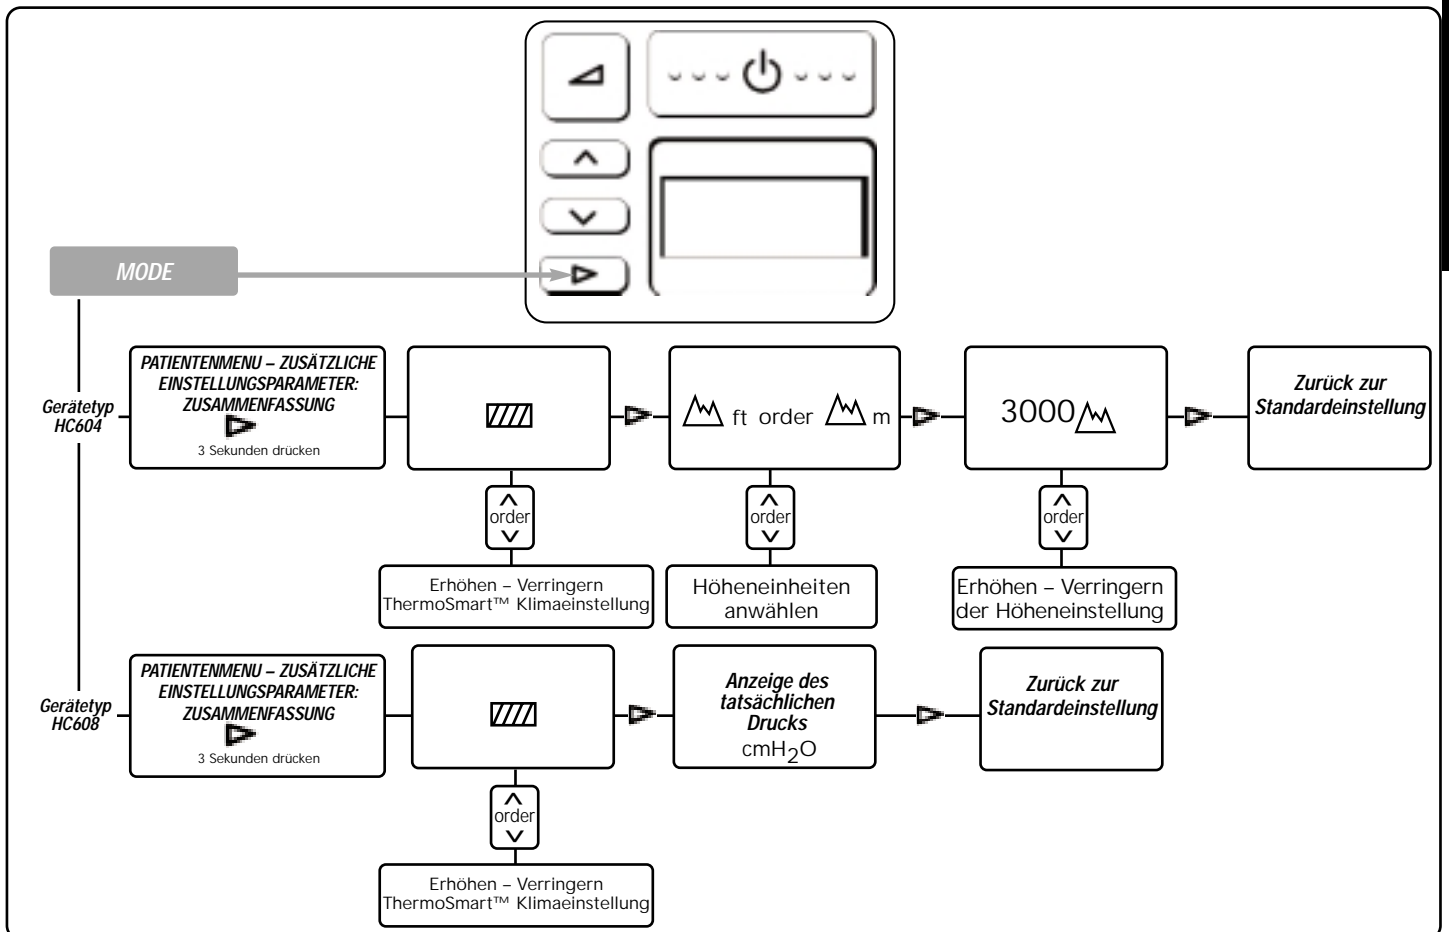 MODE
Gerätetyp
HC604
PATIENTENMENU – ZUSÄTZLICHE
EINSTELLUNGSPARAMETER:
ZUSAMMENFASSUNG
3 Sekunden drücken
ft order m
3000
Zurück zur
Standardeinstellung
order
order
order
Erhöhen – Verringern
ThermoSmart™ Klimaeinstellung
Höheneinheiten
anwählen
Erhöhen – Verringern
der Höheneinstellung
Gerätetyp
HC608
PATIENTENMENU – ZUSÄTZLICHE
EINSTELLUNGSPARAMETER:
ZUSAMMENFASSUNG
3 Sekunden drücken
Anzeige des
tatsächlichen
Drucks
cmH₂O
Zurück zur
Standardeinstellung
order
Erhöhen – Verringern
ThermoSmart™ Klimaeinstellung